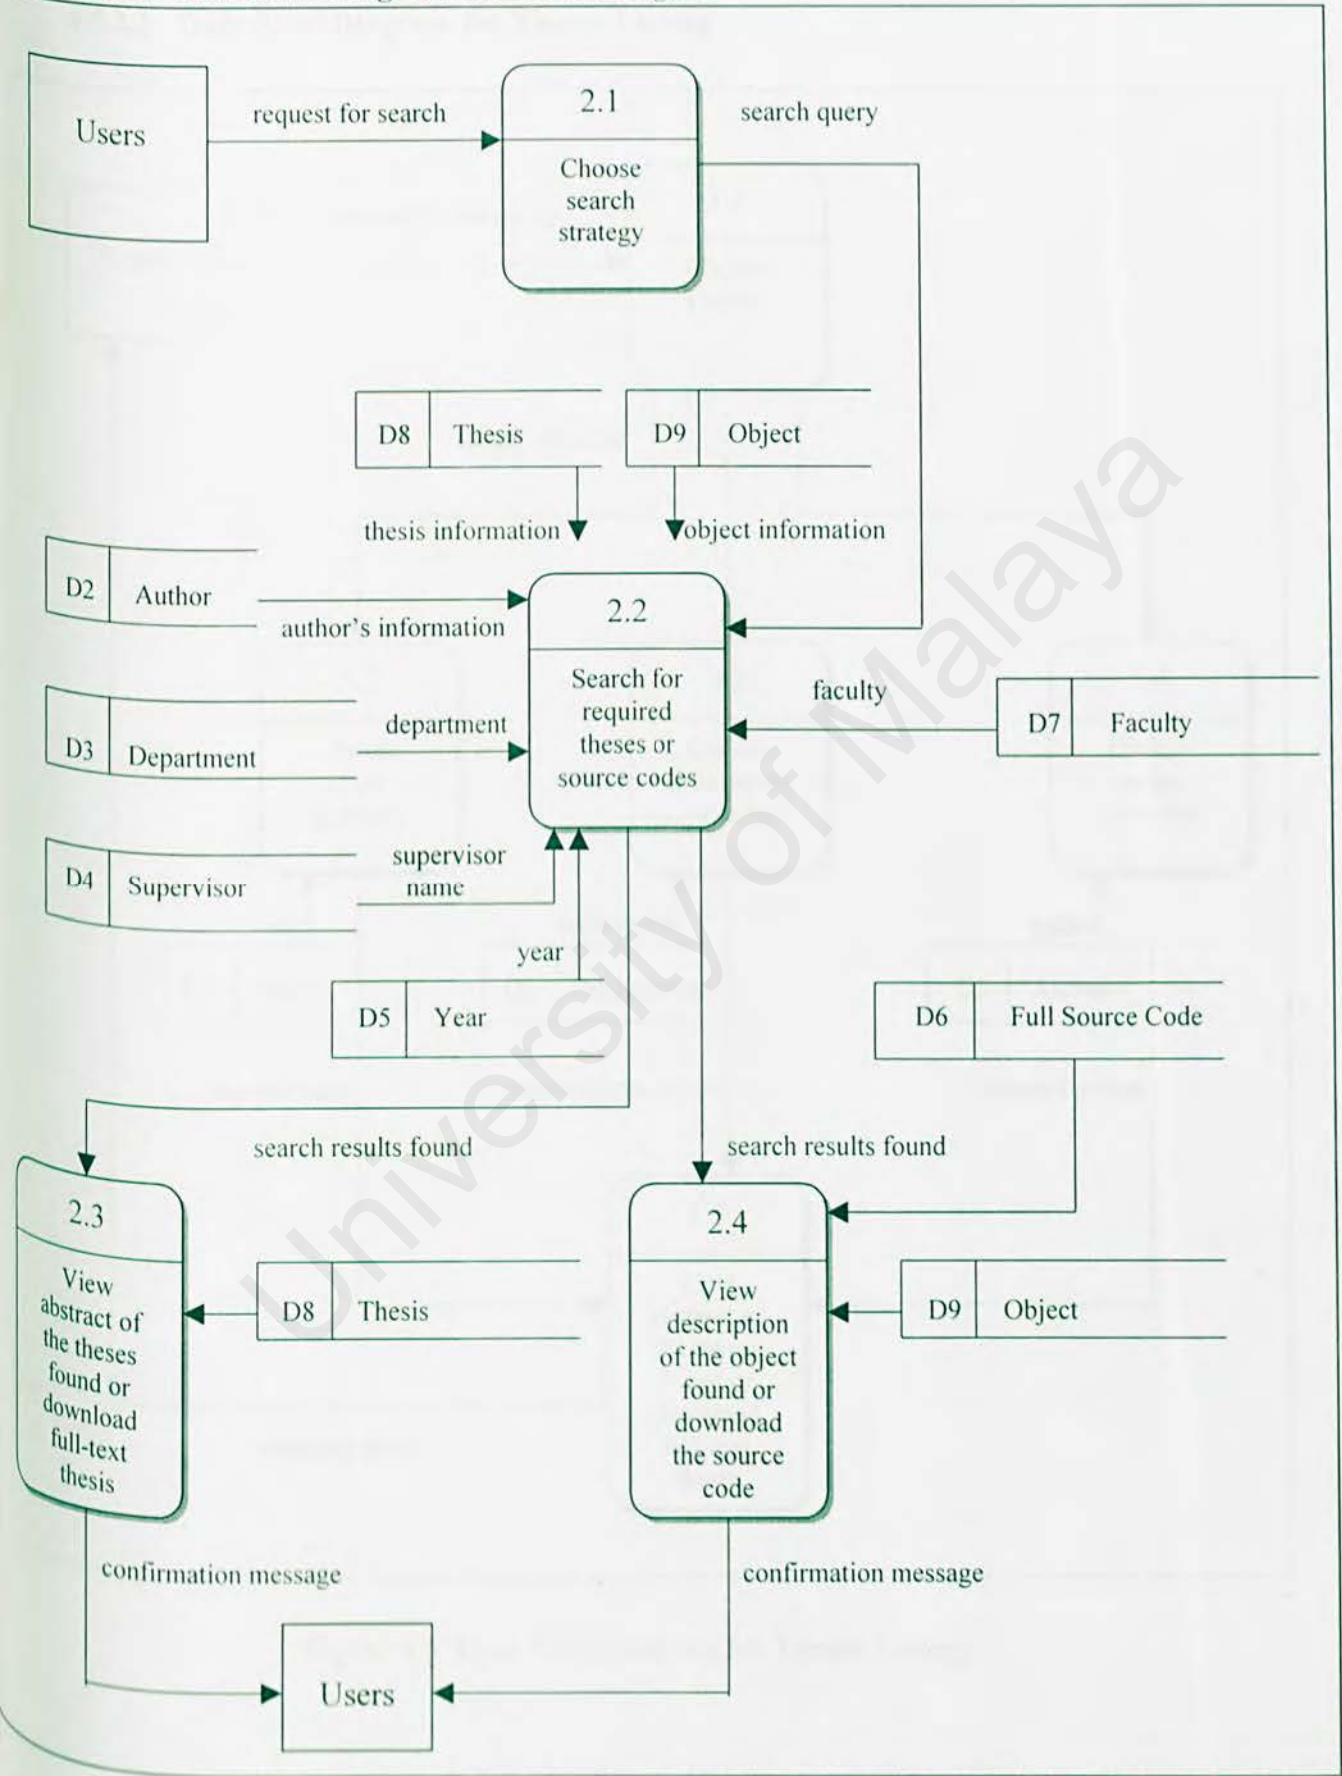 Users
request for search
2.1
Choose
search
strategy
search query
D8 Thesis
D9 Object
thesis information
object information
D2 Author
author's information
2.2
Search for
required
theses or
source codes
D3 Department
department
faculty
D7 Faculty
D4 Supervisor
supervisor
name
year
D5 Year
D6 Full Source Code
search results found
search results found
2.3
View
abstract of
the theses
found or
download
full-text
thesis
D8 Thesis
2.4
View
description
of the object
found or
download
the source
code
D9 Object
confirmation message
confirmation message
Users
University of Malaya